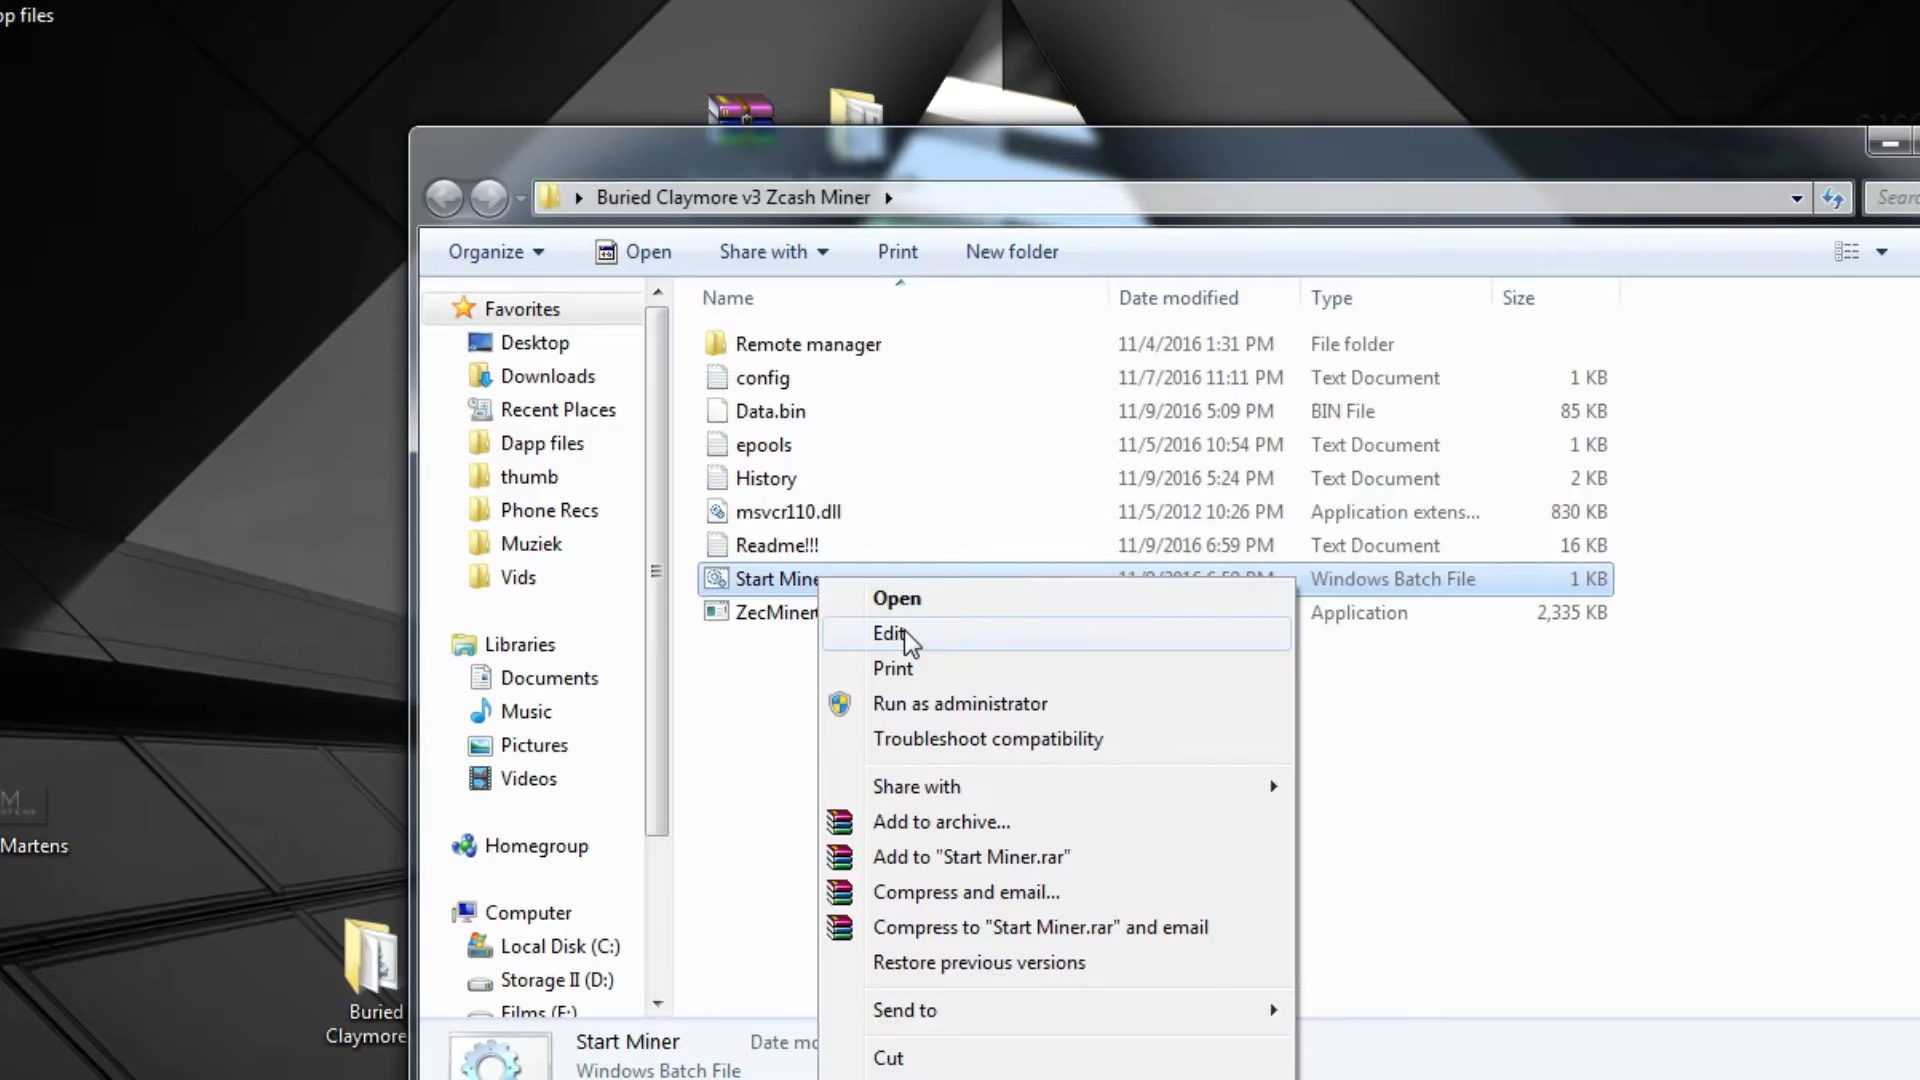 pp files
Buried Claymore v3 Zcash Miner
Organize
Open
Share with
Print
New folder
Name
Date modified
Type
Size
Favorites
Desktop
Downloads
Recent Places
Dapp files
thumb
Phone Recs
Muziek
Vids
Libraries
Documents
Music
Pictures
Videos
Homegroup
Computer
Local Disk (C:)
Storage II (D:)
Films (F:)
Remote manager 11/4/2016 1:31 PM File folder
config 11/7/2016 11:11 PM Text Document 1 KB
Data.bin 11/9/2016 5:09 PM BIN File 85 KB
epools 11/5/2016 10:54 PM Text Document 1 KB
History 11/9/2016 5:24 PM Text Document 2 KB
msvcr110.dll 11/5/2012 10:26 PM Application extens... 830 KB
Readme!!! 11/9/2016 6:59 PM Text Document 16 KB
Start Mine Windows Batch File 1 KB
ZecMiner Application 2,335 KB
Open
Edit
Print
Run as administrator
Troubleshoot compatibility
Share with
Add to archive...
Add to "Start Miner.rar"
Compress and email...
Compress to "Start Miner.rar" and email
Restore previous versions
Send to
Cut
Start Miner Date mo
Windows Batch File
Martens
Buried
Claymore